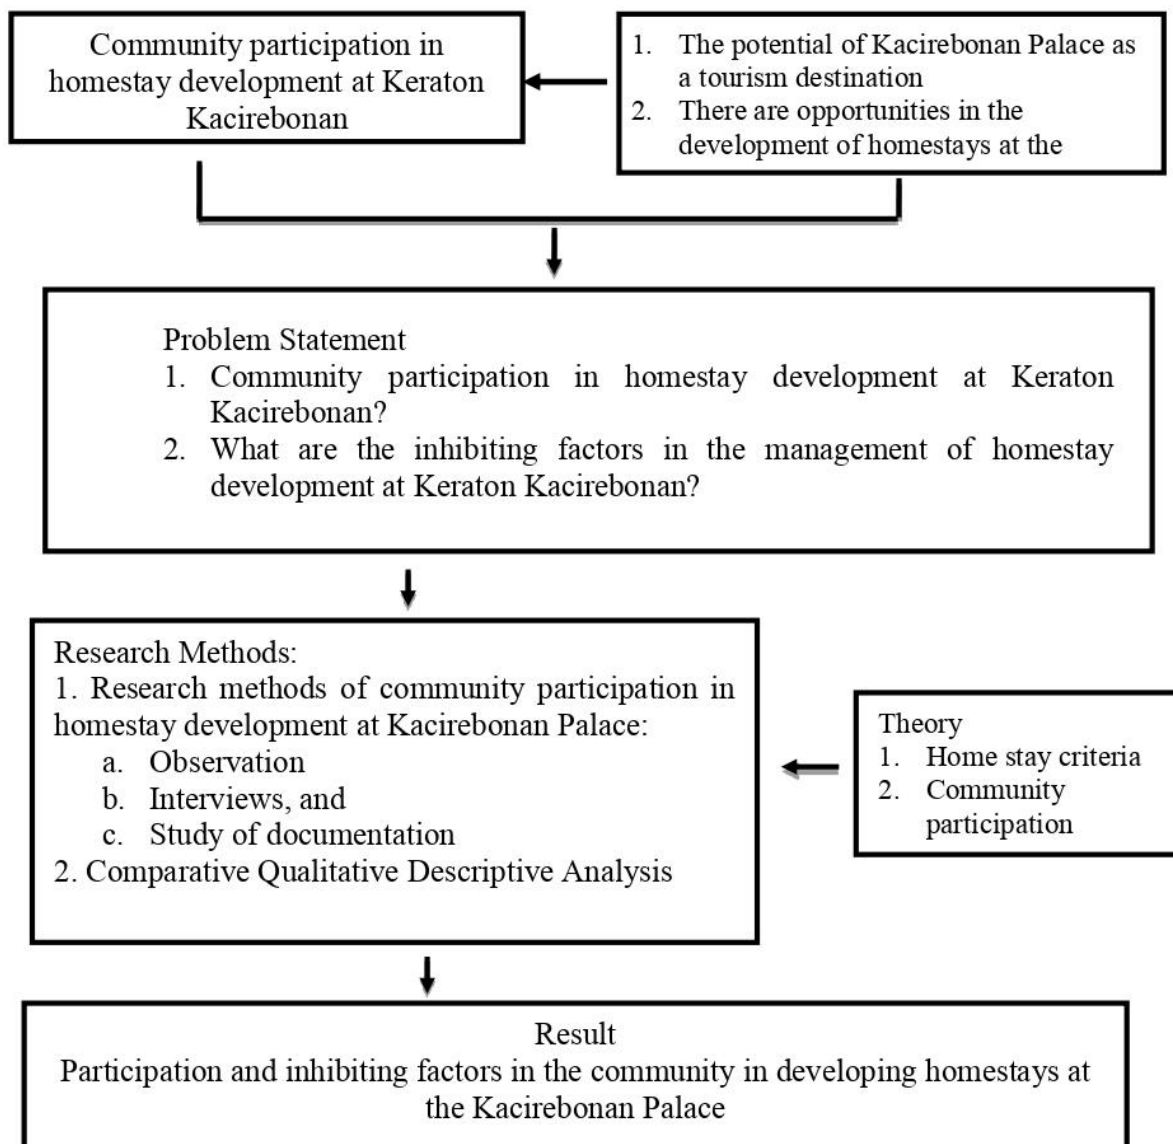 Community participation in
homestay development at Keraton
Kacirebonan
1. The potential of Kacirebonan Palace as
a tourism destination
2. There are opportunities in the
development of homestays at the
Problem Statement
1. Community participation in homestay development at Keraton
Kacirebonan?
2. What are the inhibiting factors in the management of homestay
development at Keraton Kacirebonan?
Research Methods:
1. Research methods of community participation in
homestay development at Kacirebonan Palace:
a. Observation
b. Interviews, and
c. Study of documentation
2. Comparative Qualitative Descriptive Analysis
Theory
1. Home stay criteria
2. Community
participation
Result
Participation and inhibiting factors in the community in developing homestays at
the Kacirebonan Palace